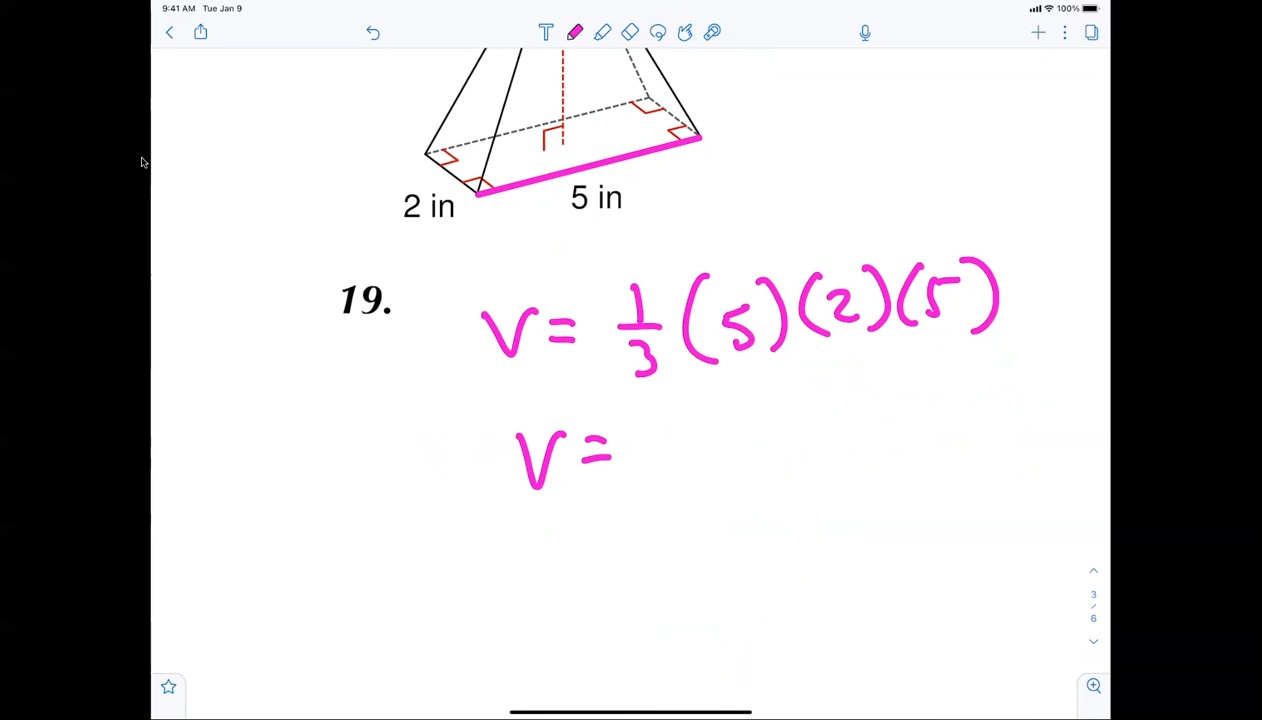 9:41 AM Tue Jan 9 100%
T
2 in
5 in
19. V = 1/3 (5)(2)(5)
V =
3
/
6